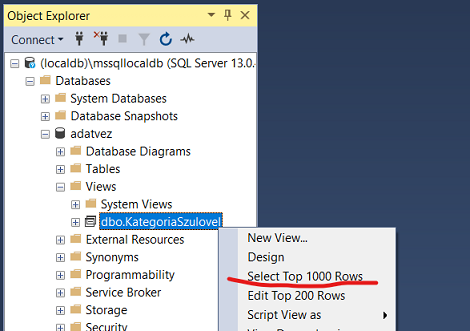 Object Explorer
Connect
(localdb)\mssqllocaldb (SQL Server 13.0.
Databases
System Databases
Database Snapshots
adatvez
Database Diagrams
Tables
Views
System Views
dbo.KategoriaSzulovel
External Resources
Synonyms
Programmability
Service Broker
Storage
Security
New View...
Design
Select Top 1000 Rows
Edit Top 200 Rows
Script View as